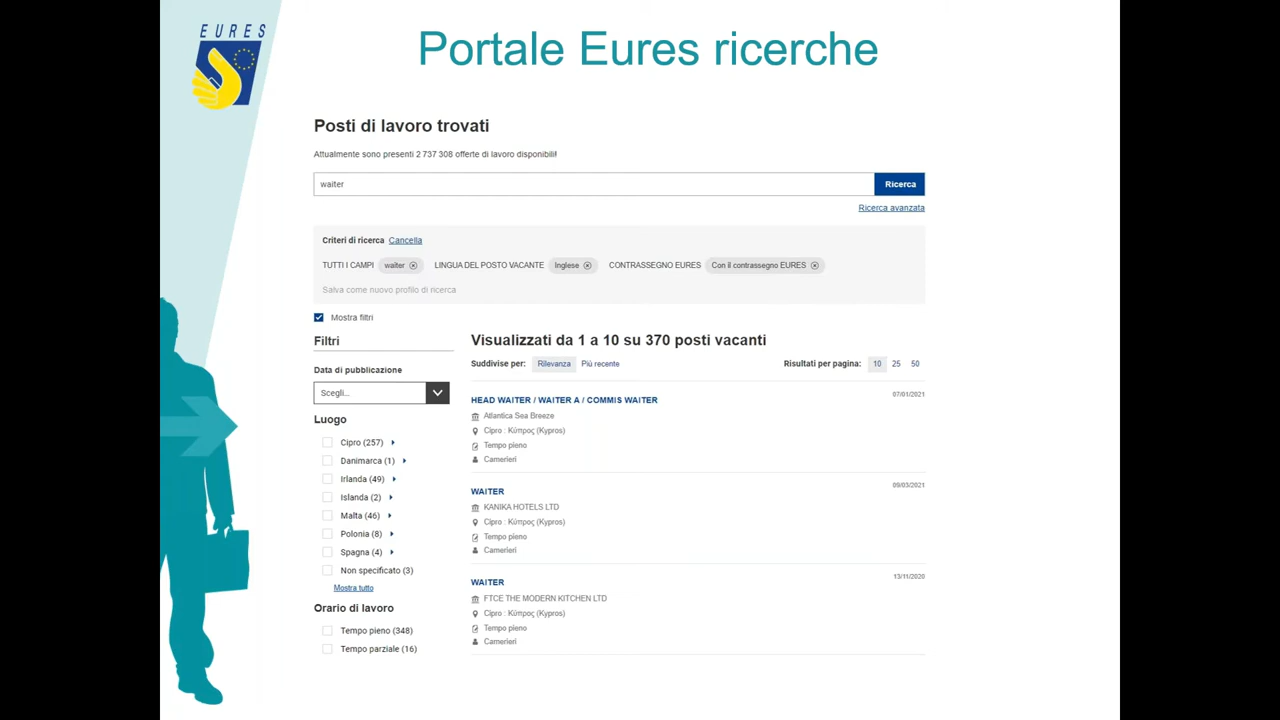 EURES
Portale Eures ricerche
Posti di lavoro trovati
Attualmente sono presenti 2 737 308 offerte di lavoro disponibili!
waiter
Ricerca
Ricerca avanzata
Criteri di ricerca Cancella
TUTTI I CAMPI waiter LINGUA DEL POSTO VACANTE Inglese CONTRASSEGNO EURES Con il contrassegno EURES
Salva come nuovo profilo di ricerca
Mostra filtri
Filtri
Data di pubblicazione
Scegli...
Luogo
Cipro (257)
Danimarca (1)
Irlanda (49)
Islanda (2)
Malta (46)
Polonia (8)
Spagna (4)
Non specificato (3)
Mostra tutto
Orario di lavoro
Tempo pieno (348)
Tempo parziale (16)
Visualizzati da 1 a 10 su 370 posti vacanti
Suddivise per: Rilevanza Più recente Risultati per pagina: 10 25 50
HEAD WAITER / WAITER A / COMMIS WAITER 07/01/2021
Atlantica Sea Breeze
Cipro : Κύπρος (Kypros)
Tempo pieno
Camerieri
WAITER 09/03/2021
KANIKA HOTELS LTD
Cipro : Κύπρος (Kypros)
Tempo pieno
Camerieri
WAITER 13/11/2020
FTCE THE MODERN KITCHEN LTD
Cipro : Κύπρος (Kypros)
Tempo pieno
Camerieri